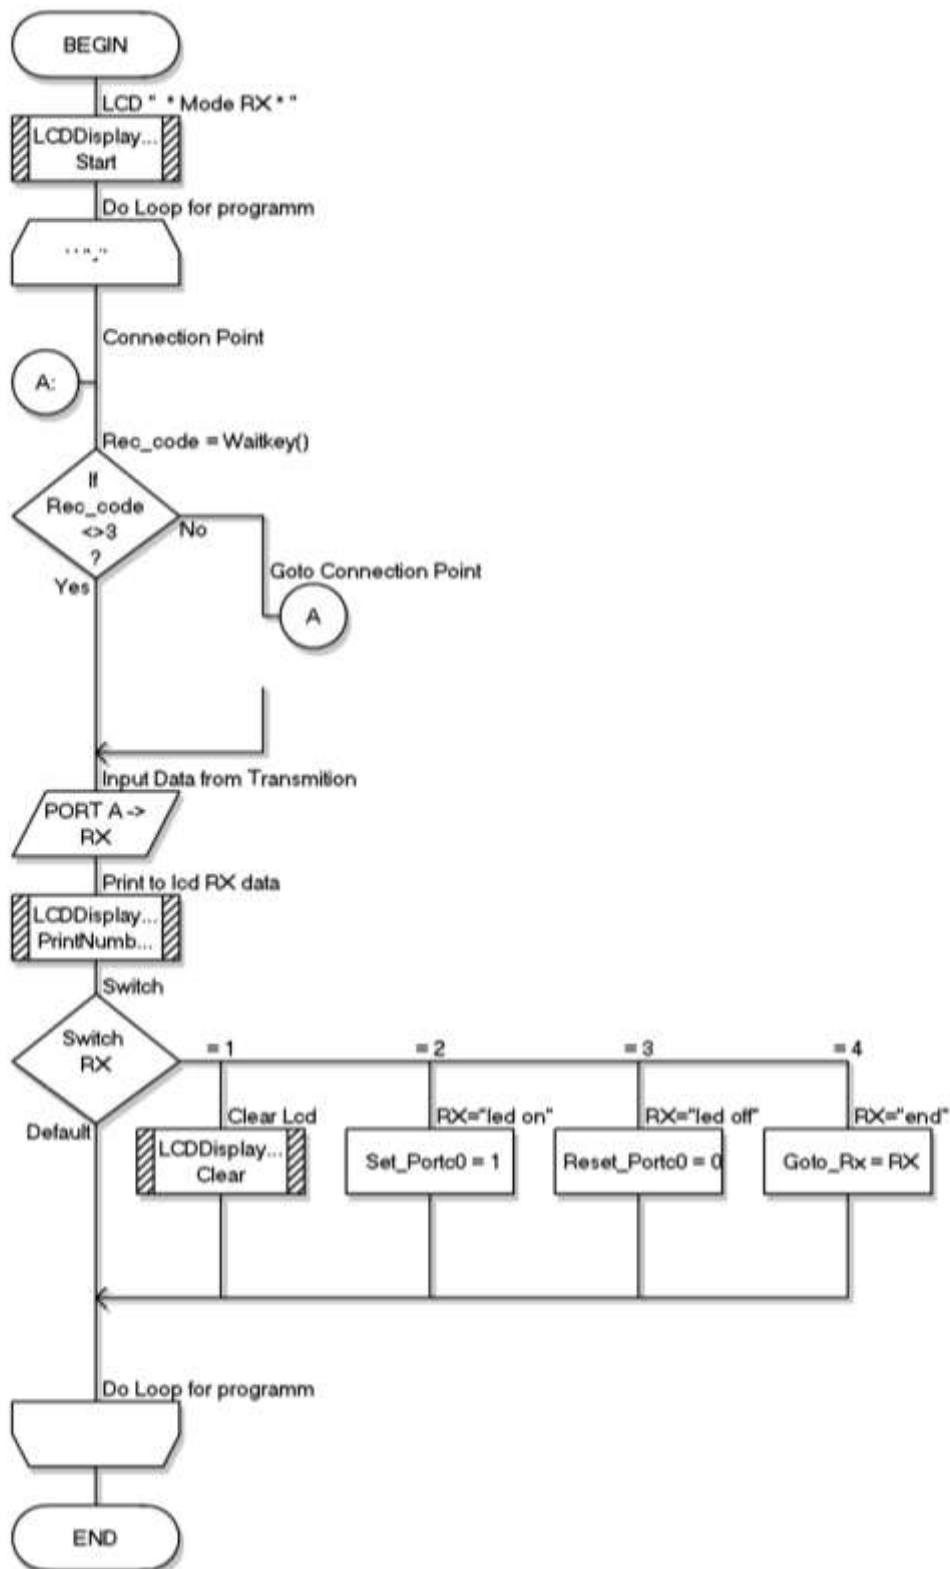 BEGIN
LCD " * Mode RX * "
LCDDisplay...
Start
Do Loop for programm
Connection Point
A:
Rec_code = Waitkey()
If
Rec_code
<>3
?
No
Yes
Goto Connection Point
A
Input Data from Transmition
PORT A ->
RX
Print to lcd RX data
LCDDisplay...
PrintNumb...
Switch
Switch
RX
= 1
= 2
= 3
= 4
Default
Clear Lcd
LCDDisplay...
Clear
RX="led on"
Set_Portc0 = 1
RX="led off"
Reset_Portc0 = 0
RX="end"
Goto_Rx = RX
Do Loop for programm
END